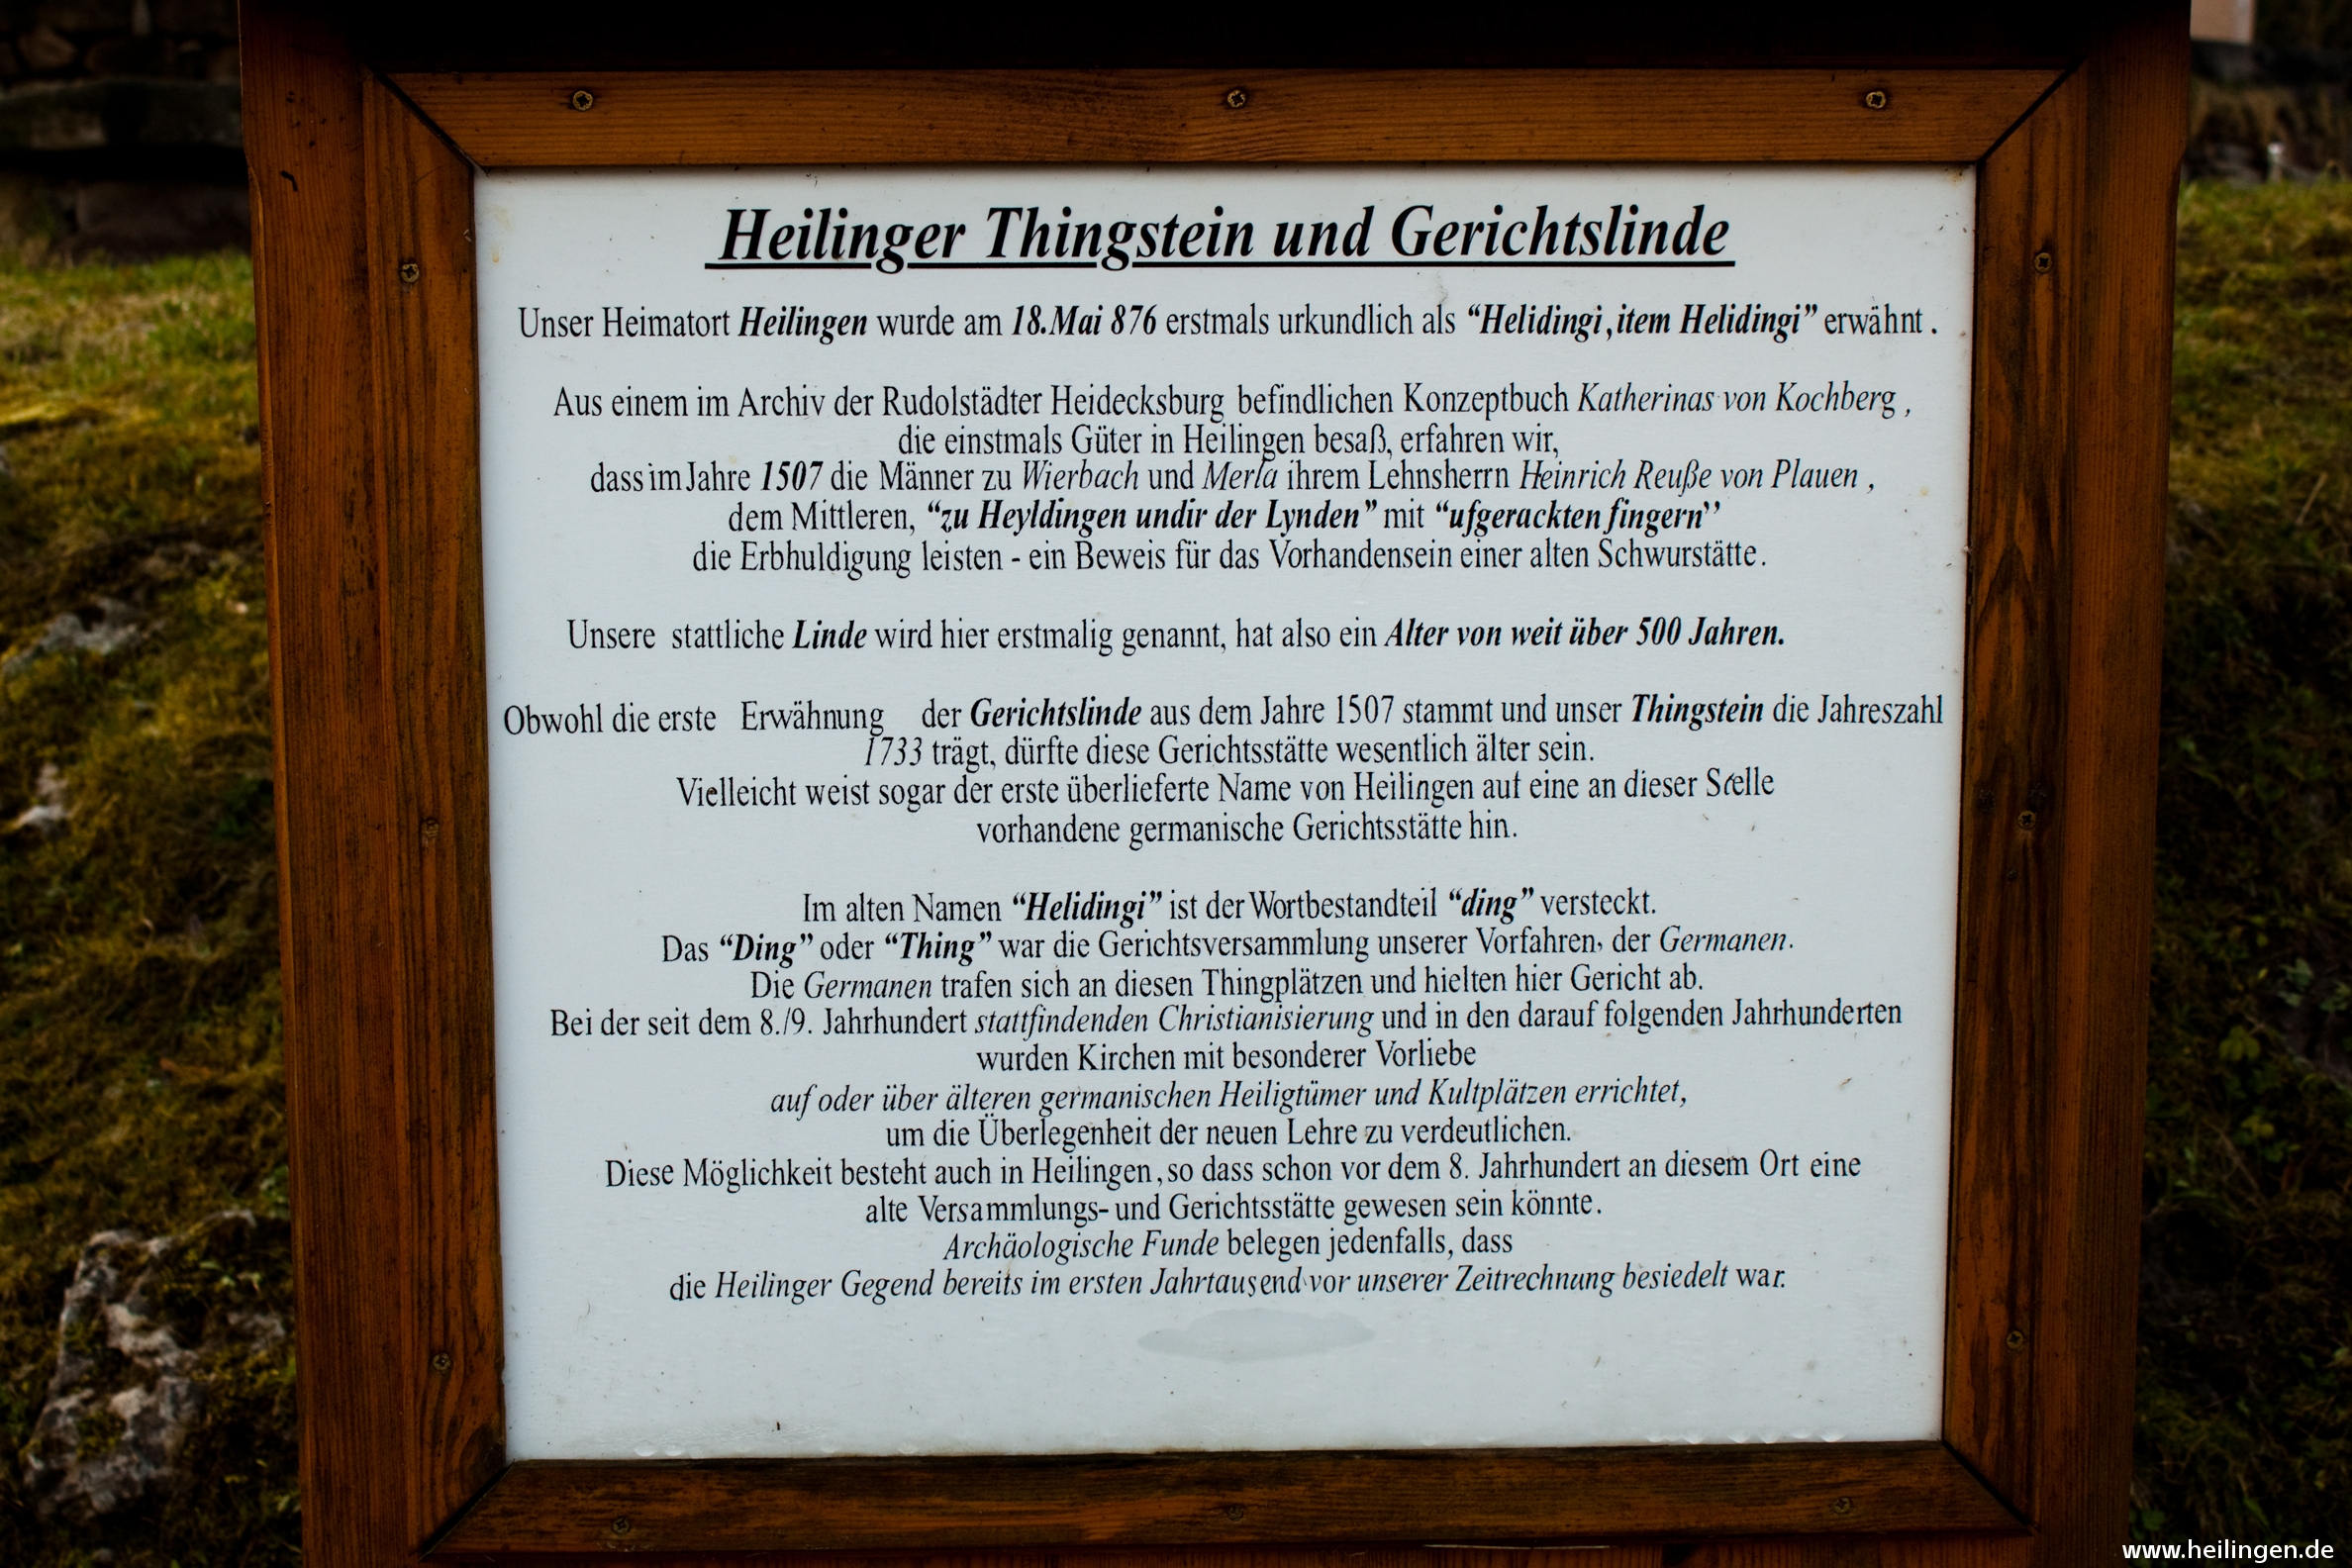 Heilinger Thingstein und Gerichtslinde
Unser Heimatort Heilingen wurde am 18.Mai 876 erstmals urkundlich als “Helidingi, item Helidingi” erwähnt.
Aus einem im Archiv der Rudolstädter Heidecksburg befindlichen Konzeptbuch Katherinas von Kochberg,
die einstmals Güter in Heilingen besaß, erfahren wir,
dass im Jahre 1507 die Männer zu Wierbach und Merla ihrem Lehnsherrn Heinrich Reuße von Plauen,
dem Mittleren, “zu Heyldingen undir der Lynden” mit “ufgerackten fingern’’
die Erbhuldigung leisten - ein Beweis für das Vorhandensein einer alten Schwurstätte.
Unsere stattliche Linde wird hier erstmalig genannt, hat also ein Alter von weit über 500 Jahren.
Obwohl die erste Erwähnung der Gerichtslinde aus dem Jahre 1507 stammt und unser Thingstein die Jahreszahl
1733 trägt, dürfte diese Gerichtsstätte wesentlich älter sein.
Vielleicht weist sogar der erste überlieferte Name von Heilingen auf eine an dieser Stelle
vorhandene germanische Gerichtsstätte hin.
Im alten Namen “Helidingi” ist der Wortbestandteil “ding” versteckt.
Das “Ding” oder “Thing” war die Gerichtsversammlung unserer Vorfahren, der Germanen.
Die Germanen trafen sich an diesen Thingplätzen und hielten hier Gericht ab.
Bei der seit dem 8./9. Jahrhundert stattfindenden Christianisierung und in den darauf folgenden Jahrhunderten
wurden Kirchen mit besonderer Vorliebe
auf oder über älteren germanischen Heiligtümer und Kultplätzen errichtet,
um die Überlegenheit der neuen Lehre zu verdeutlichen.
Diese Möglichkeit besteht auch in Heilingen, so dass schon vor dem 8. Jahrhundert an diesem Ort eine
alte Versammlungs- und Gerichtsstätte gewesen sein könnte.
Archäologische Funde belegen jedenfalls, dass
die Heilinger Gegend bereits im ersten Jahrtausend vor unserer Zeitrechnung besiedelt war.
www.heilingen.de